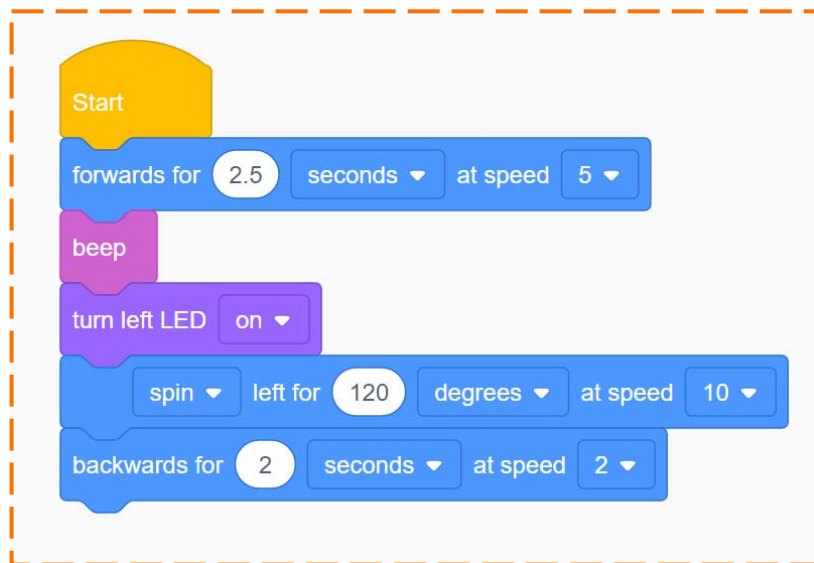 Start
forwards for 2.5 seconds at speed 5
beep
turn left LED on
spin left for 120 degrees at speed 10
backwards for 2 seconds at speed 2